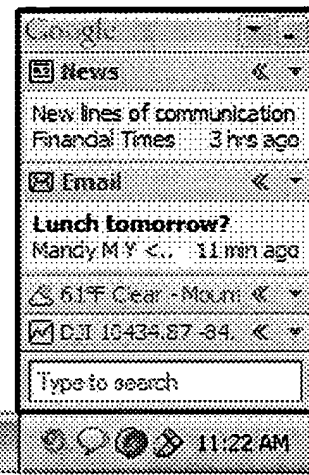 Google
News
New lines of communication
Financial Times 3 hrs ago
Email
Lunch tomorrow?
Mandy M Y <.. 11 min ago
61°F Clear - Mount
DJI 10434.87 -84.
Type to search
11:22 AM